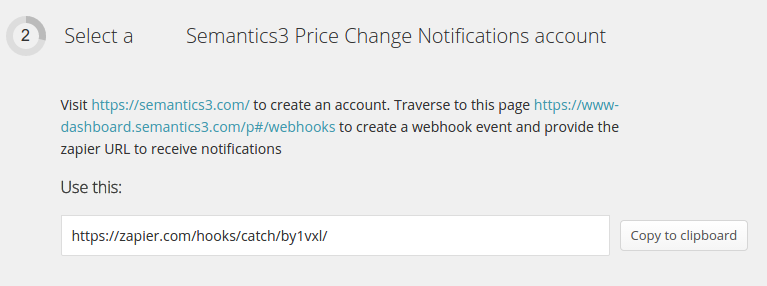 2 Select a Semantics3 Price Change Notifications account
Visit https://semantics3.com/ to create an account. Traverse to this page https://www-
dashboard.semantics3.com/p#/webhooks to create a webhook event and provide the
zapier URL to receive notifications
Use this:
https://zapier.com/hooks/catch/by1vxl/ Copy to clipboard